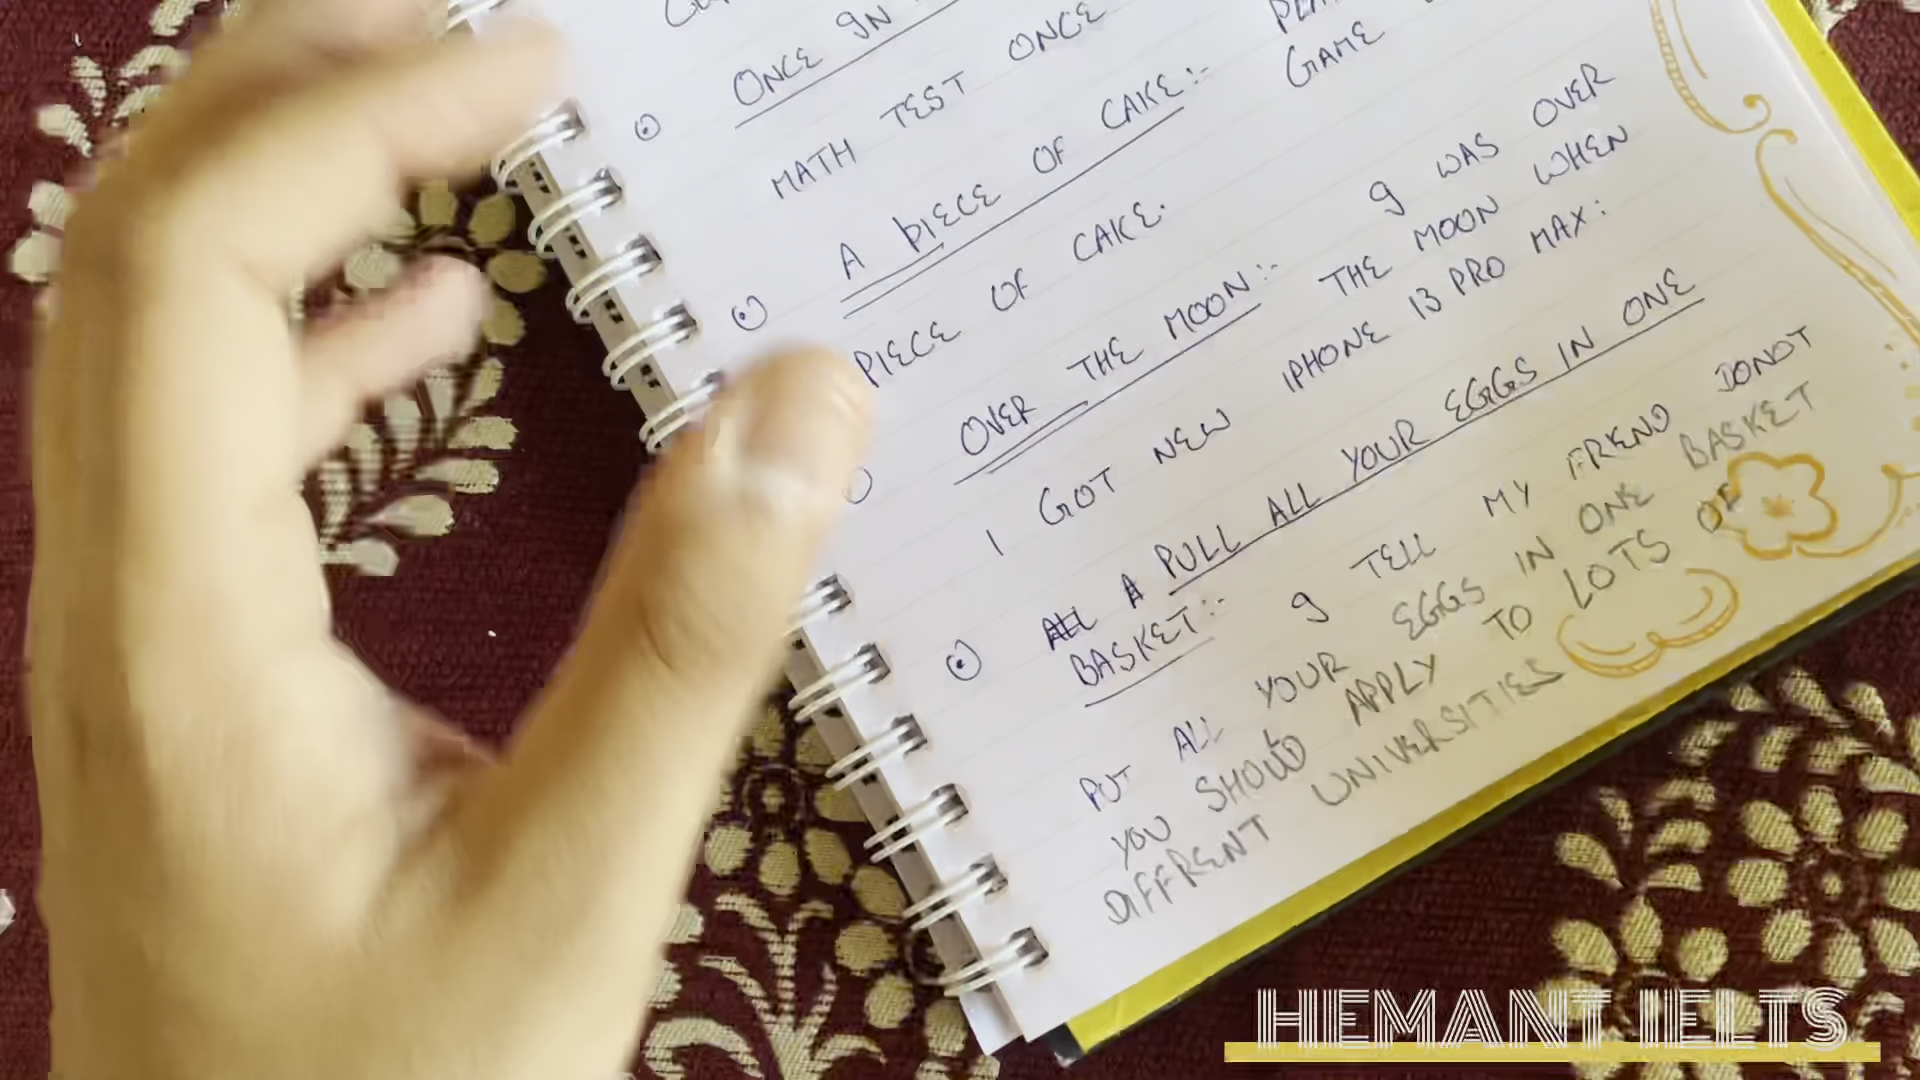 ONCE IN
MATH TEST ONCE
A PIECE OF CAKE:-
GAME
PIECE OF CAKE.
OVER THE MOON:- I WAS OVER
THE MOON WHEN
I GOT NEW IPHONE 13 PRO MAX:
A PULL ALL YOUR EGGS IN ONE
BASKET:- I TELL MY FRIEND DONOT
PUT ALL YOUR EGGS IN ONE BASKET
YOU SHOULD APPLY TO LOTS OF
DIFFRENT UNIVERSITIES
HEMANT IELTS